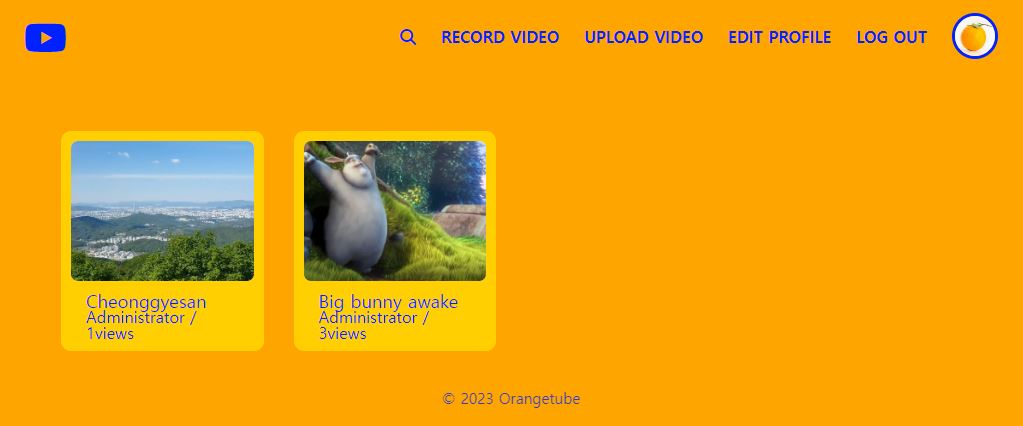 RECORD VIDEO UPLOAD VIDEO EDIT PROFILE LOG OUT
Cheonggyesan
Administrator /
1views
Big bunny awake
Administrator /
3views
© 2023 Orangetube